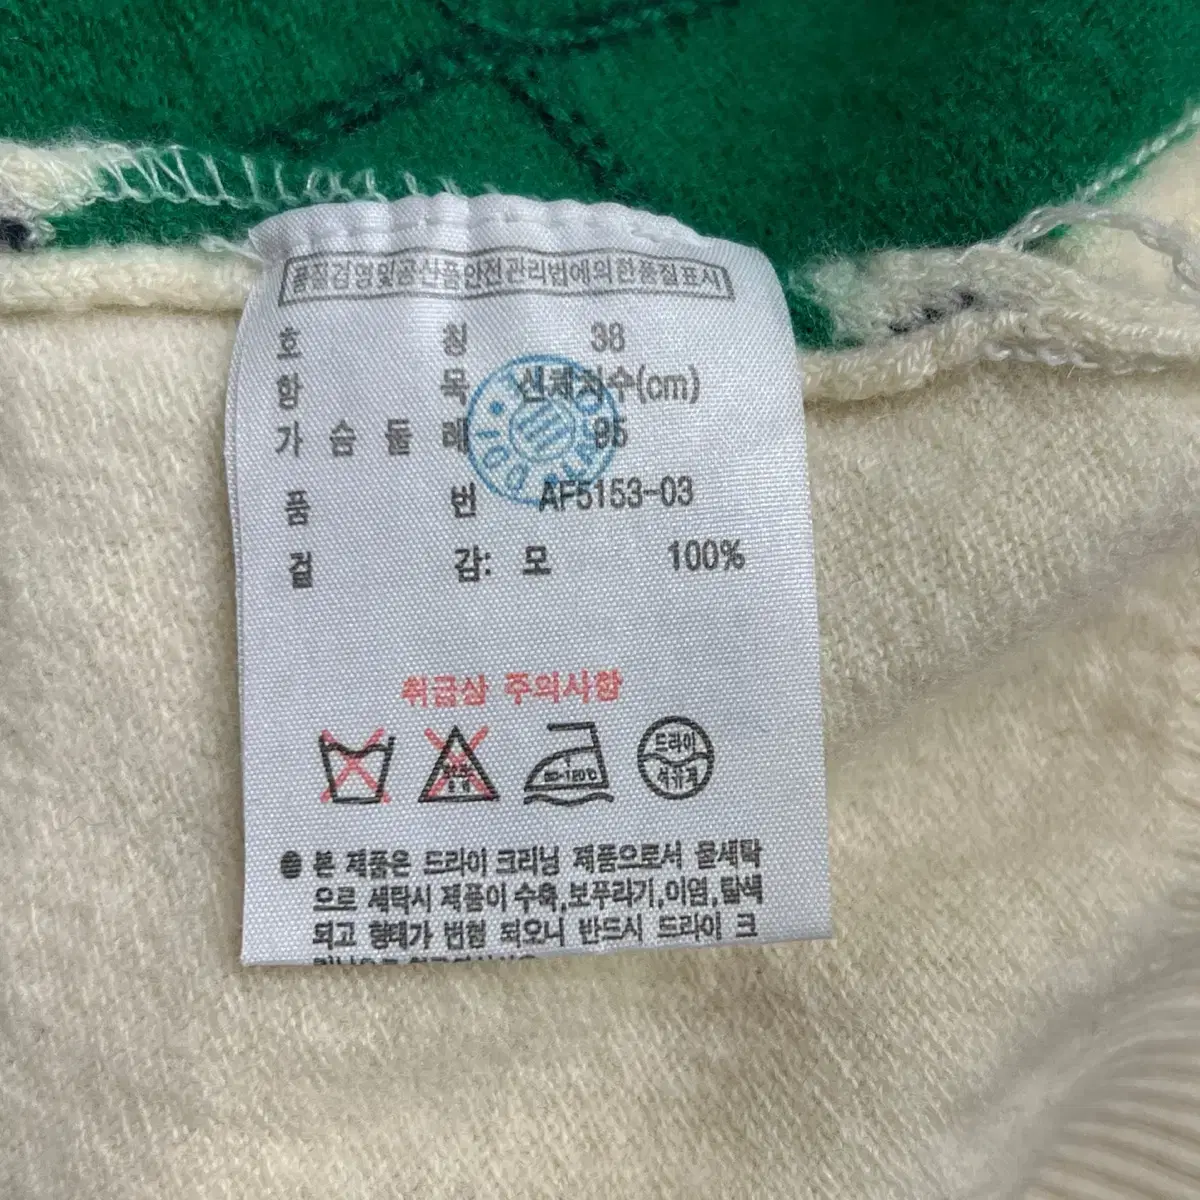 품질경영및공산품안전관리법에의한품질표시
호 칭 38
항 목 신체치수(cm)
가 슴 둘 레 95
품 번 AF5153-03
겉 감: 모 100%
취급상 주의사항
80-120℃ 드라이
석유계
● 본 제품은 드라이 크리닝 제품으로서 물세탁
으로 세탁시 제품이 수축,보푸라기,이염,탈색
되고 형태가 변형 되오니 반드시 드라이 크